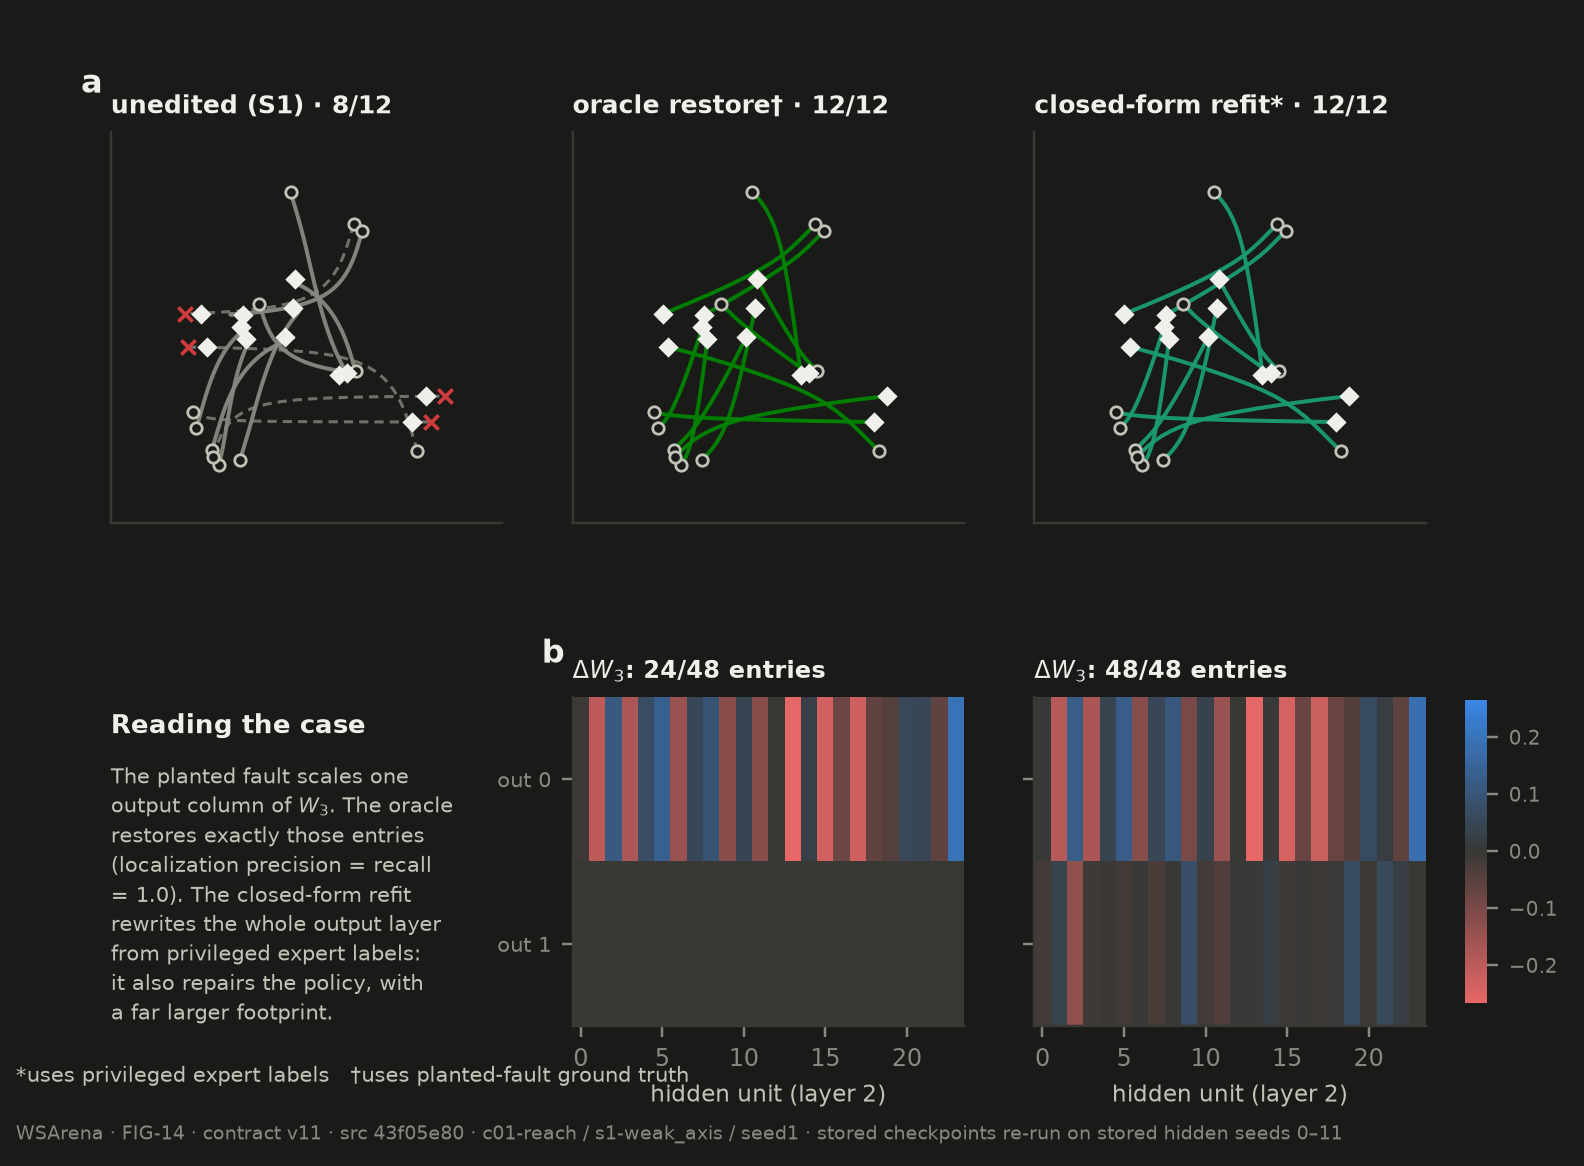 a
unedited (S1) · 8/12
oracle restore† · 12/12
closed-form refit* · 12/12
b
ΔW₃: 24/48 entries
ΔW₃: 48/48 entries
Reading the case
The planted fault scales one
output column of W₃. The oracle
restores exactly those entries
(localization precision = recall
= 1.0). The closed-form refit
rewrites the whole output layer
from privileged expert labels:
it also repairs the policy, with
a far larger footprint.
out 0
out 1
0.2
0.1
0.0
−0.1
−0.2
0 5 10 15 20
0 5 10 15 20
hidden unit (layer 2)
hidden unit (layer 2)
*uses privileged expert labels †uses planted-fault ground truth
WSArena · FIG-14 · contract v11 · src 43f05e80 · c01-reach / s1-weak_axis / seed1 · stored checkpoints re-run on stored hidden seeds 0–11